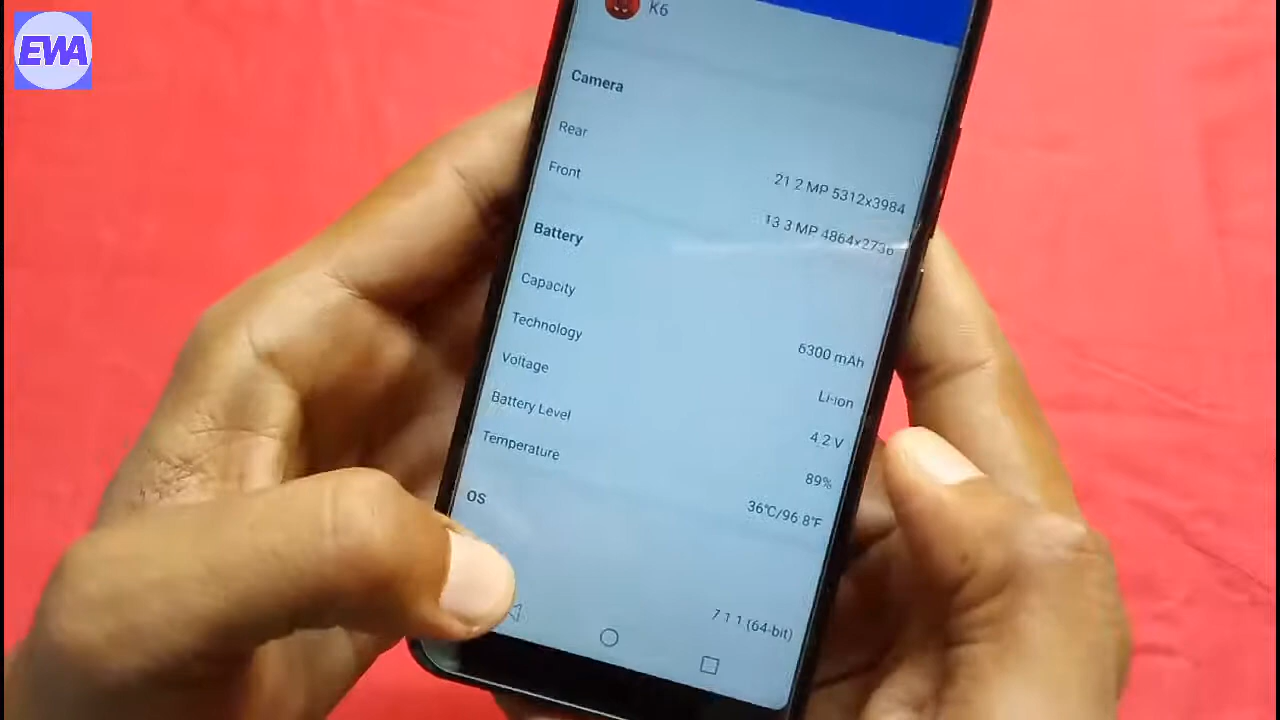 EWA
K6
Camera
Rear
21 2 MP 5312x3984
Front
13 3 MP 4864x2736
Battery
Capacity
6300 mAh
Technology
Li-ion
Voltage
4.2 V
Battery Level
89%
Temperature
36°C/96.8°F
OS
7 1 1 (64-bit)